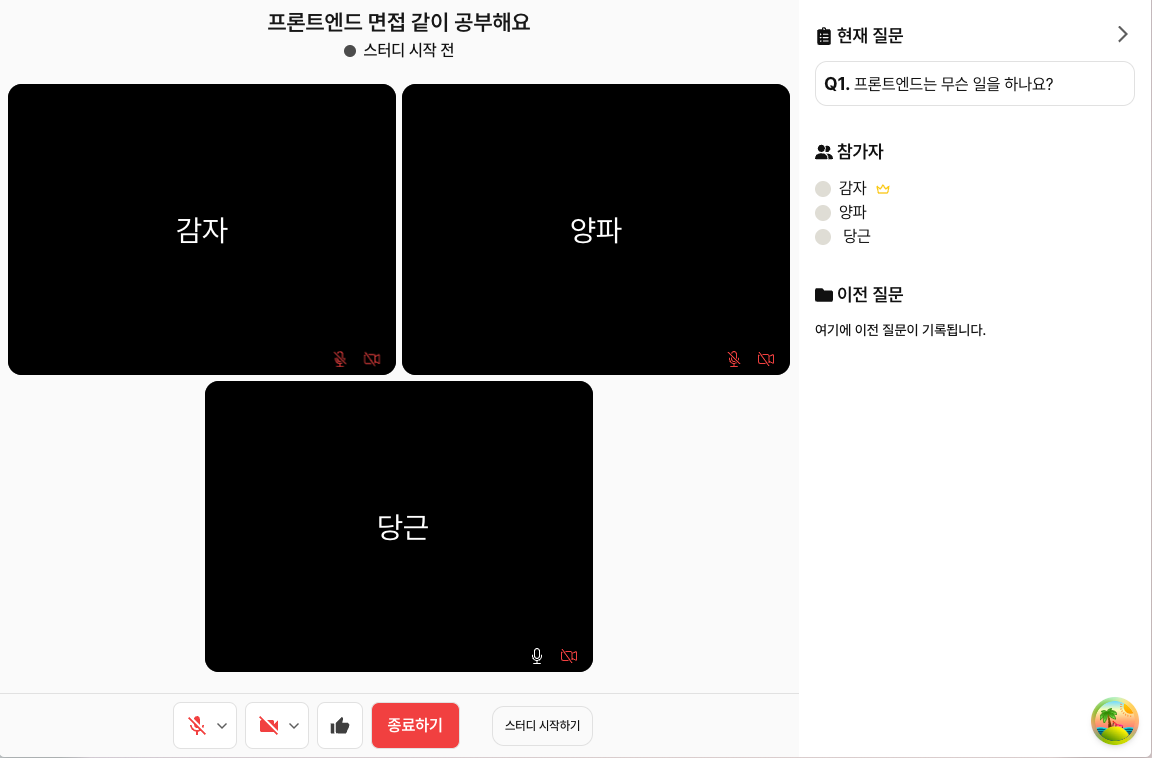 프론트엔드 면접 같이 공부해요
스터디 시작 전
감자
양파
당근
종료하기
스터디 시작하기
현재 질문
Q1. 프론트엔드는 무슨 일을 하나요?
참가자
감자
양파
당근
이전 질문
여기에 이전 질문이 기록됩니다.